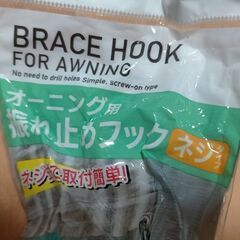 BRACE HOOK
FOR AWNING
No need to drill holes Simple, screw-on type
オーニング用
振れ止めフック
ネジ
ネジで取付簡単!